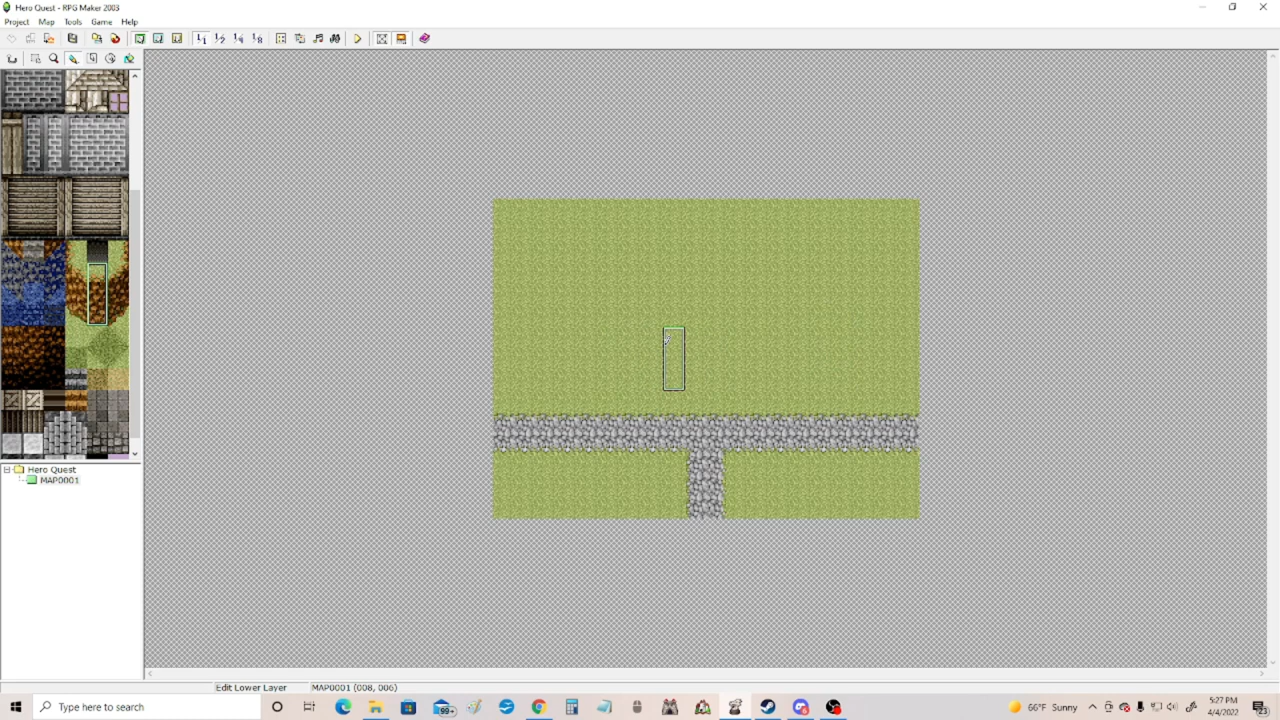 Hero Quest - RPG Maker 2003
Project Map Tools Game Help
Hero Quest
MAP0001
Edit Lower Layer MAP0001 (008, 006)
Type here to search
99+
66°F Sunny
5:27 PM
4/4/2022